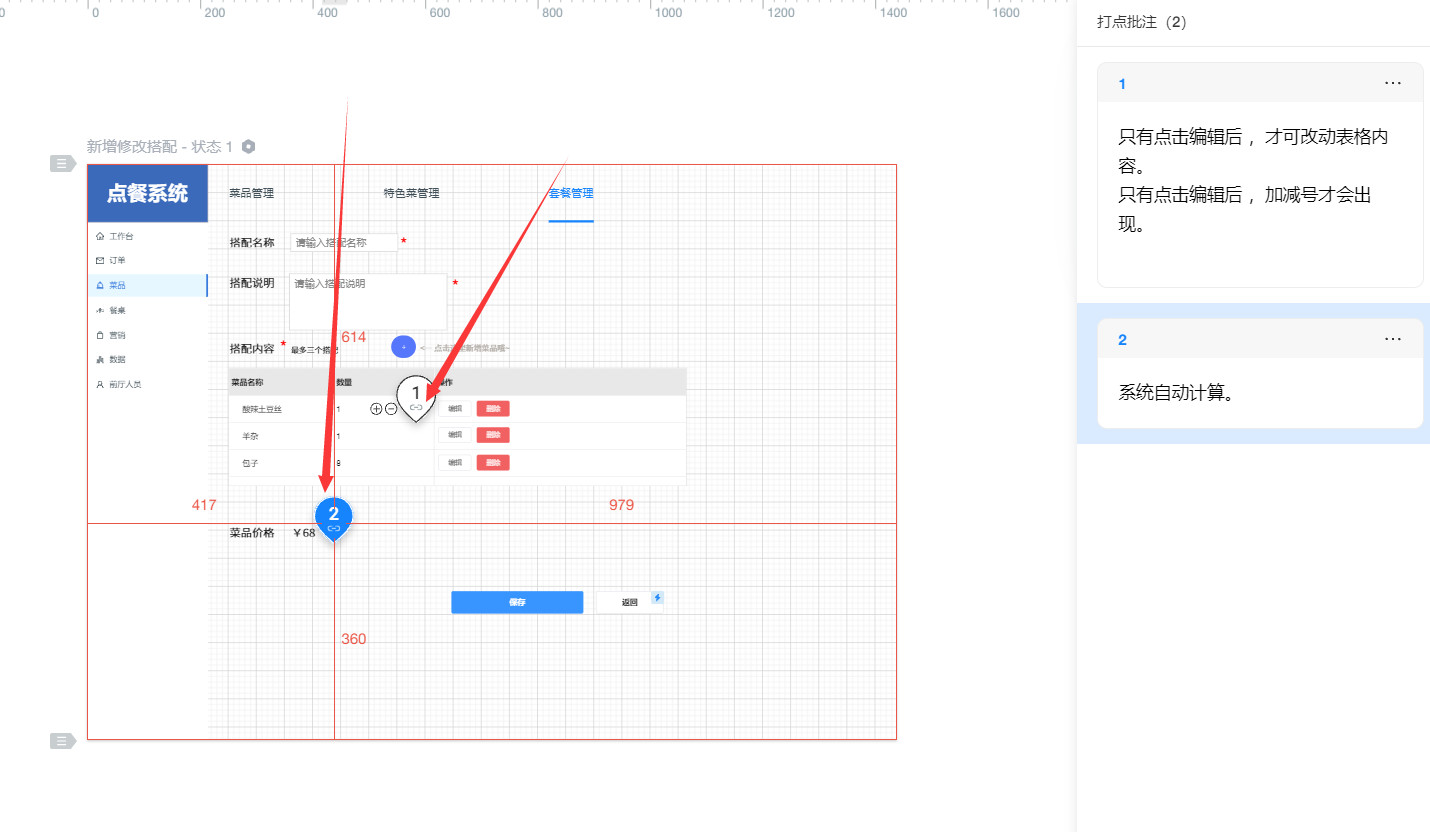 0 200 400 600 800 1000 1200 1400 1600
打点批注（2）
1
只有点击编辑后 ，才可改动表格内
容。
只有点击编辑后 ，加减号才会出
现。
2
系统自动计算。
新增修改搭配 - 状态 1
点餐系统
菜品管理 特色菜管理 套餐管理
工作台
订单
菜品
餐桌
营销
数据
前厅人员
搭配名称 请输入搭配名称 *
搭配说明 请输入搭配说明 *
614
搭配内容 * 最多三个搭配 + 点击这里新增菜品哦~
菜品名称 数量 操作
酸辣土豆丝 1 编辑 删除
羊杂 1 编辑 删除
包子 8 编辑 删除
1
417 979
2
菜品价格 ￥68
保存 返回
360